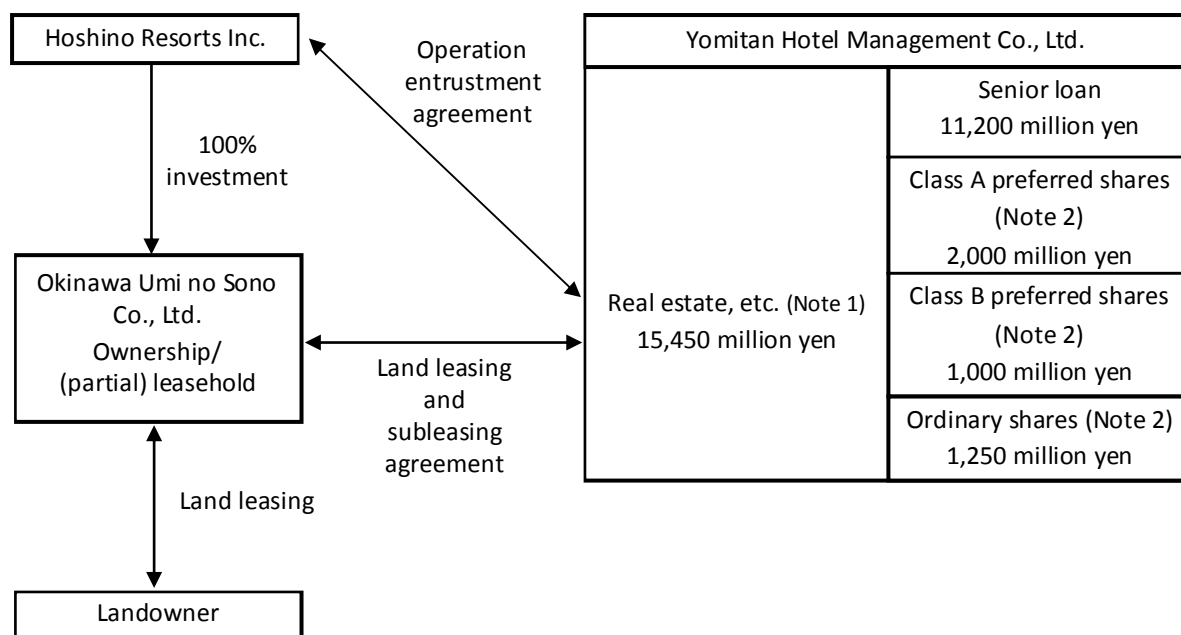 Hoshino Resorts Inc.
Operation
entrustment
agreement
100%
investment
Okinawa Umi no Sono
Co., Ltd.
Ownership/
(partial) leasehold
Land leasing
and
subleasing
agreement
Land leasing
Landowner
Yomitan Hotel Management Co., Ltd.
Real estate, etc. (Note 1)
15,450 million yen
Senior loan
11,200 million yen
Class A preferred shares
(Note 2)
2,000 million yen
Class B preferred shares
(Note 2)
1,000 million yen
Ordinary shares (Note 2)
1,250 million yen